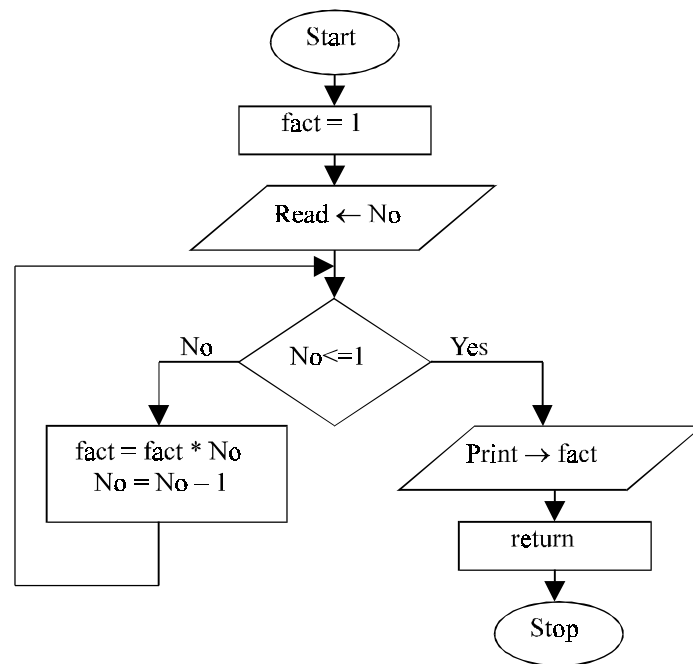 Start
fact = 1
Read ← No
No<=1
No
Yes
fact = fact * No
No = No – 1
Print → fact
return
Stop